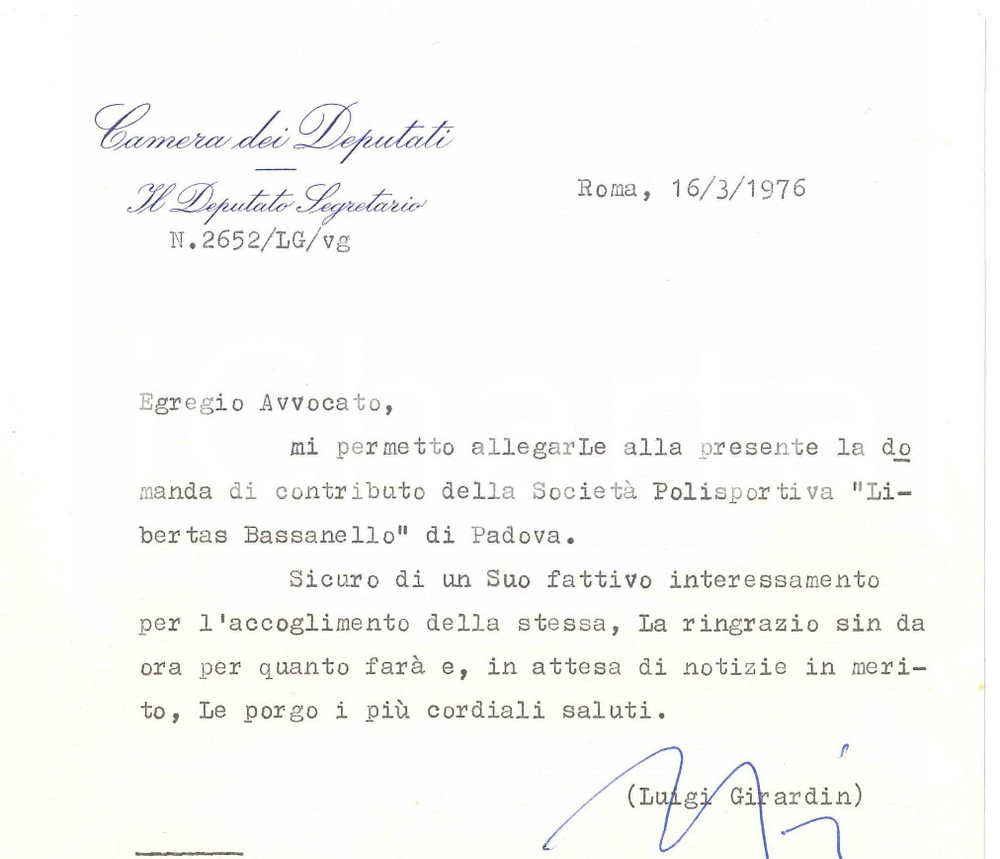 Camera dei Deputati
Il Deputato Segretario
N.2652/LG/vg
Roma, 16/3/1976
Egregio Avvocato,
mi permetto allegarLe alla presente la do
manda di contributo della Società Polisportiva "Li-
bertas Bassanello" di Padova.
Sicuro di un Suo fattivo interessamento
per l'accoglimento della stessa, La ringrazio sin da
ora per quanto farà e, in attesa di notizie in meri-
to, Le porgo i più cordiali saluti.
(Luigi Girardin)